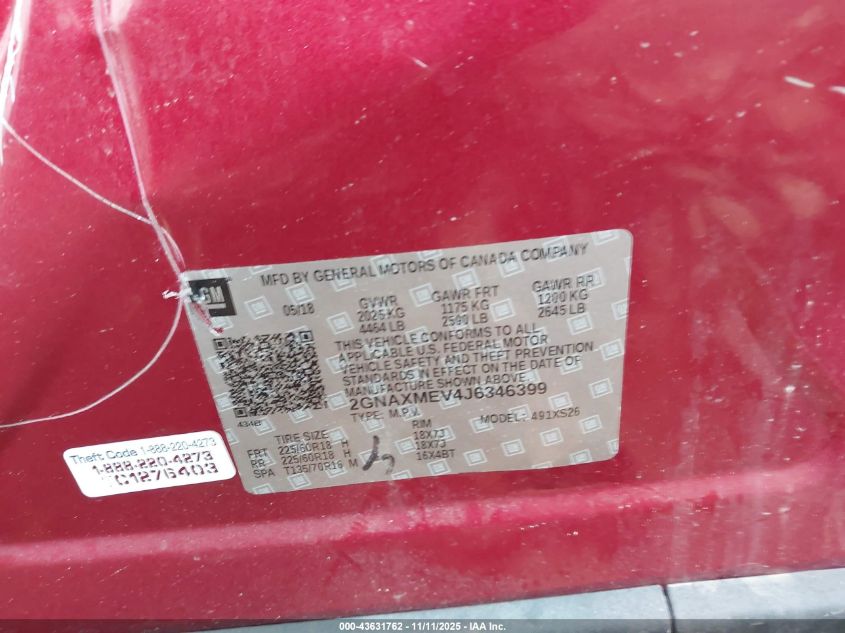 MFD BY GENERAL MOTORS OF CANADA COMPANY
GM
05/18 GVWR GAWR FRT GAWR RR
2025 KG 1175 KG 1200 KG
4464 LB 2590 LB 2645 LB
THIS VEHICLE CONFORMS TO ALL
APPLICABLE U.S. FEDERAL MOTOR
VEHICLE SAFETY AND THEFT PREVENTION
STANDARDS IN EFFECT ON THE DATE OF
MANUFACTURE SHOWN ABOVE.
2GNAXMEV4J6346399
TYPE: M.P.V. MODEL: 491XS26
TIRE SIZE RIM
FRT 225/60R18 H 18X7J
RR 225/60R18 H 18X7J
SPA T135/70R16 M 16X4BT
Theft Code 1-888-220-4273
1-888-220-4273
C1276403
000-43631762 - 11/11/2025 - IAA Inc.